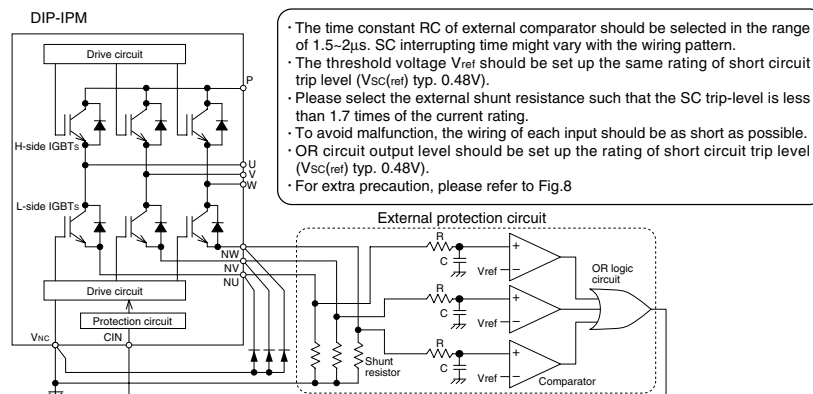 DIP-IPM
Drive circuit
P
H-side IGBTs
U
V
W
L-side IGBTs
NW
NV
NU
Drive circuit
Protection circuit
VNC
CIN
· The time constant RC of external comparator should be selected in the range
of 1.5~2μs. SC interrupting time might vary with the wiring pattern.
· The threshold voltage Vref should be set up the same rating of short circuit
trip level (VSC(ref) typ. 0.48V).
· Please select the external shunt resistance such that the SC trip-level is less
than 1.7 times of the current rating.
· To avoid malfunction, the wiring of each input should be as short as possible.
· OR circuit output level should be set up the rating of short circuit trip level
(VSC(ref) typ. 0.48V).
· For extra precaution, please refer to Fig.8
External protection circuit
R
C
Vref
+
−
OR logic
circuit
R
C
Vref
+
−
R
C
Vref
+
−
Shunt
resistor
Comparator